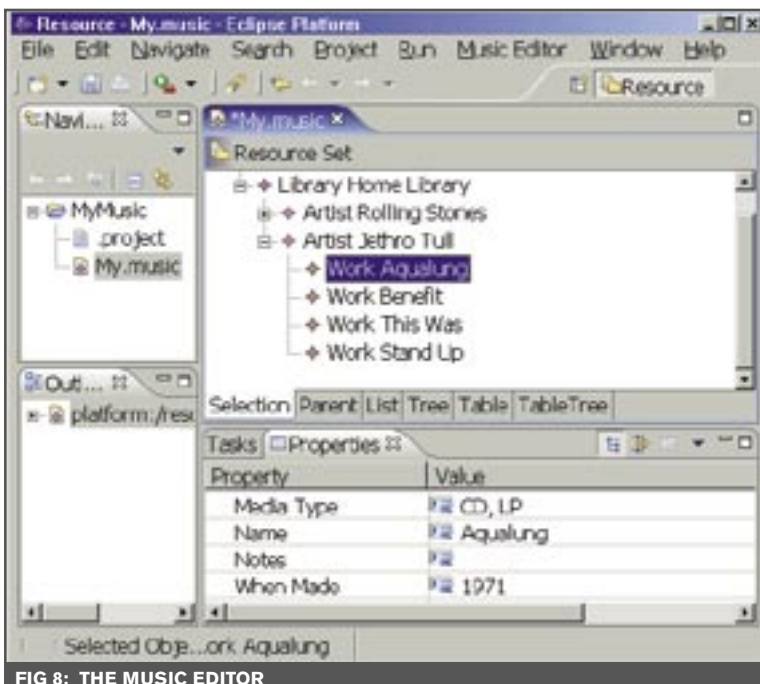 Resource - My.music - Eclipse Platform
File Edit Navigate Search Project Run Music Editor Window Help
Resource
Navi...
*My.music
Resource Set
MyMusic
.project
My.music
Library Home Library
Artist Rolling Stones
Artist Jethro Tull
Work Aqualung
Work Benefit
Work This Was
Work Stand Up
Selection Parent List Tree Table TableTree
Outl...
platform:/resc
Tasks Properties
Property Value
Media Type CD, LP
Name Aqualung
Notes
When Made 1971
Selected Obje...ork Aqualung
FIG 8: THE MUSIC EDITOR